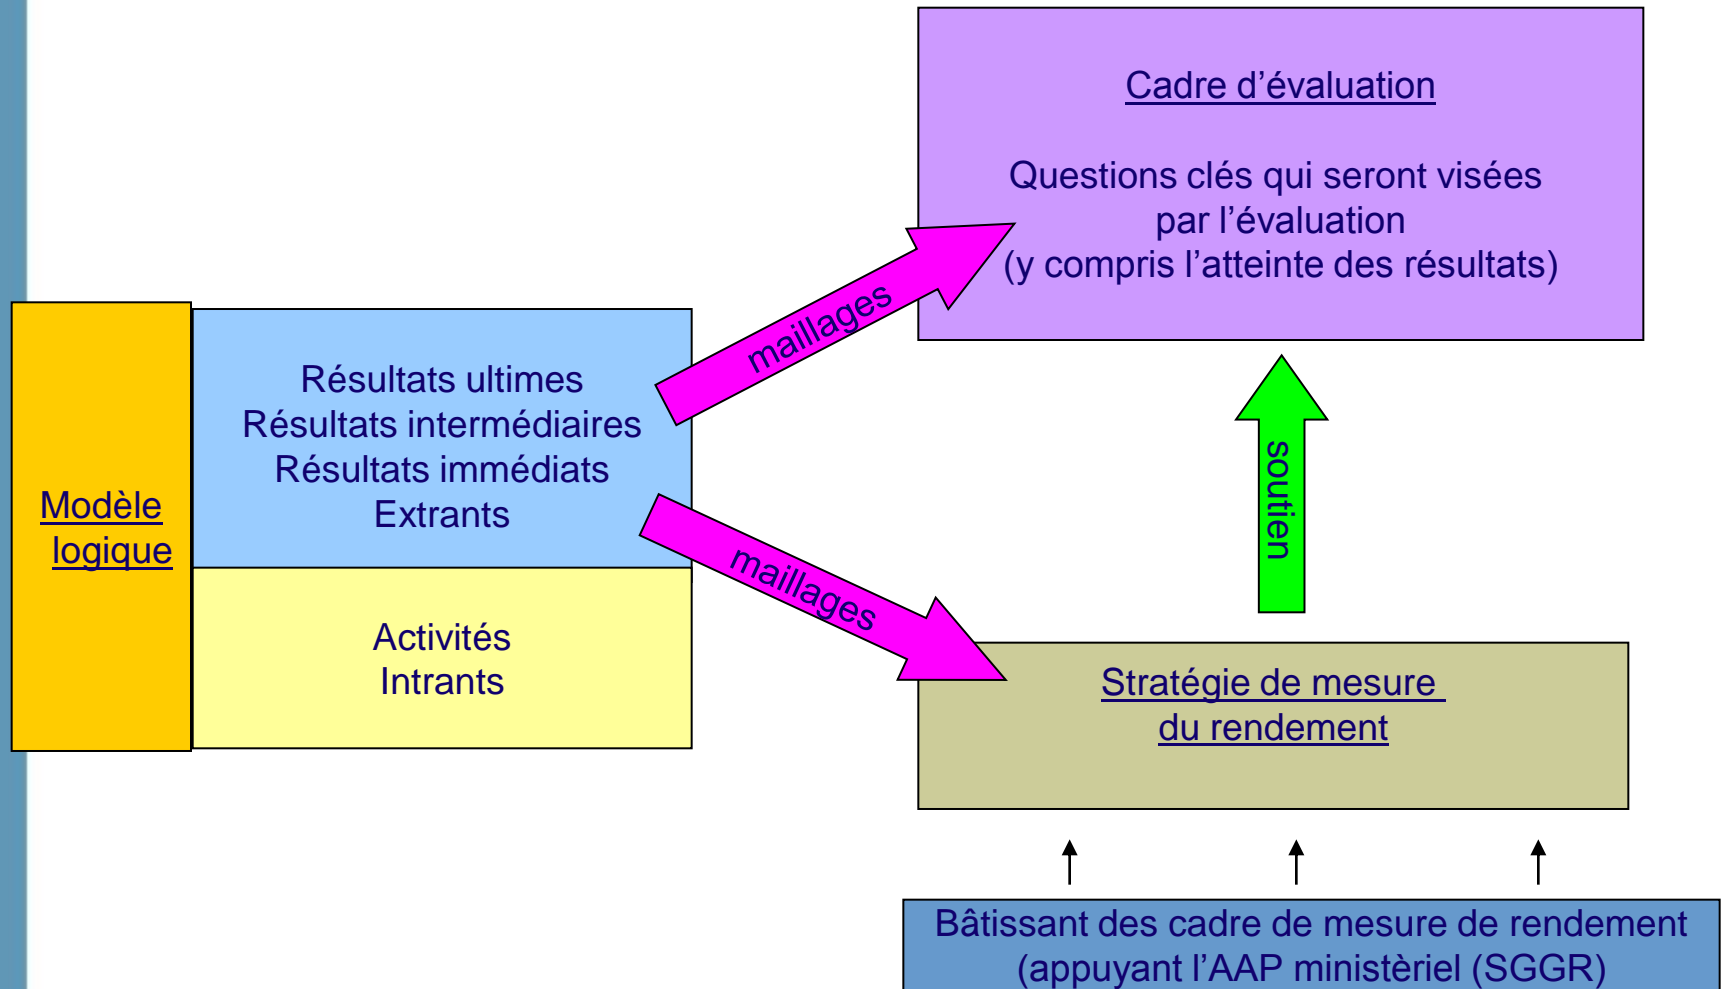 Cadre d’évaluation
Questions clés qui seront visées
par l’évaluation
(y compris l’atteinte des résultats)
maillages
Résultats ultimes
Résultats intermédiaires
Résultats immédiats
Extrants
Modèle
logique
soutien
maillages
Activités
Intrants
Stratégie de mesure
du rendement
Bâtissant des cadre de mesure de rendement
(appuyant l’AAP ministèriel (SGGR)